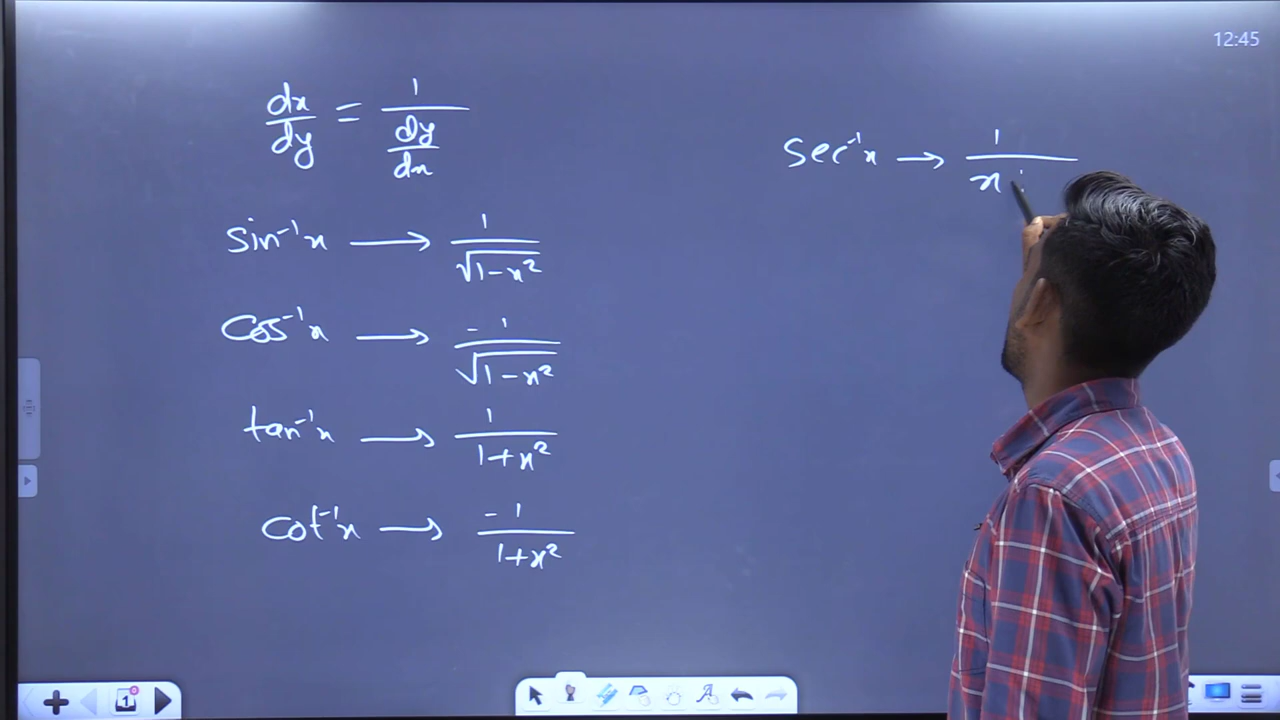 12:45
dx/dy = 1/(dy/dx)
sin⁻¹x → 1/√(1-x²)
cos⁻¹x → -1/√(1-x²)
tan⁻¹x → 1/(1+x²)
cot⁻¹x → -1/(1+x²)
sec⁻¹x → 1/x
1